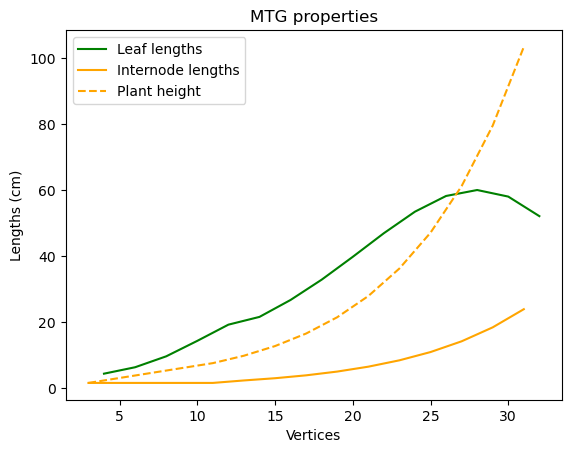 MTG properties
Leaf lengths
Internode lengths
Plant height
Lengths (cm)
100
80
60
40
20
0
5 10 15 20 25 30
Vertices